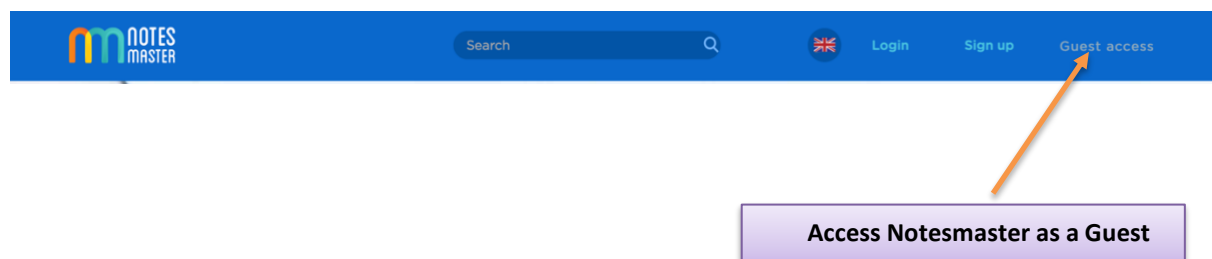 NOTES
MASTER
Search
Login Sign up Guest access
Access Notesmaster as a Guest